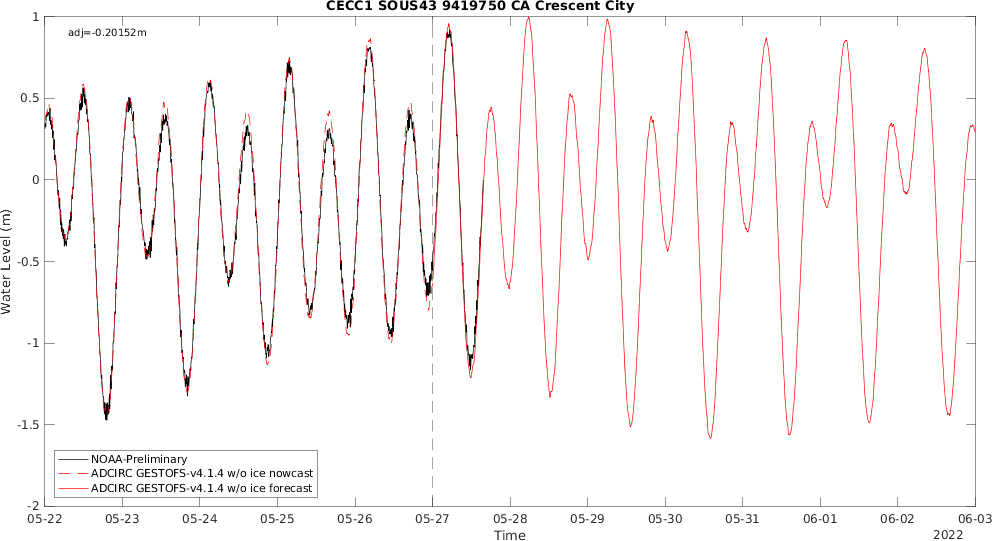 CECC1 SOUS43 9419750 CA Crescent City
adj=-0.20152m
1
0.5
0
-0.5
-1
-1.5
-2
Water Level (m)
NOAA-Preliminary
ADCIRC GESTOFS-v4.1.4 w/o ice nowcast
ADCIRC GESTOFS-v4.1.4 w/o ice forecast
05-22 05-23 05-24 05-25 05-26 05-27 05-28 05-29 05-30 05-31 06-01 06-02 06-03
Time
2022